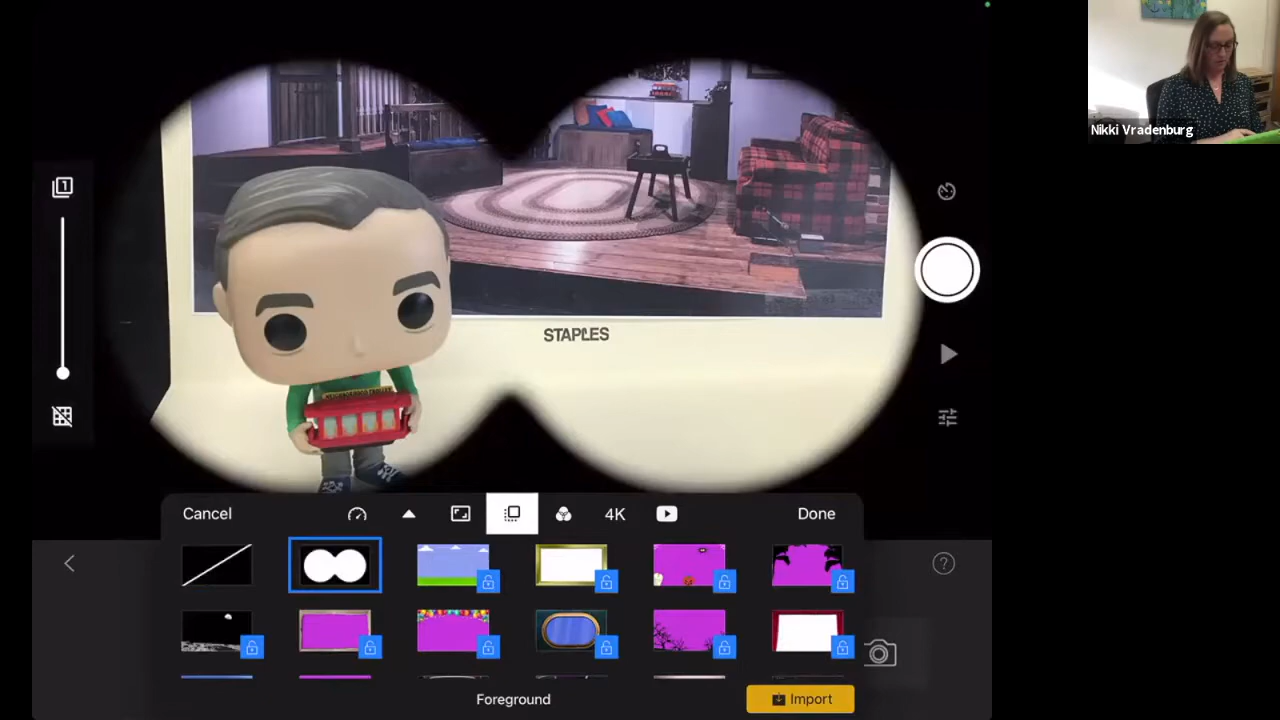 Nikki Vradenburg
STAPLES
Cancel
4K
Done
Foreground
Import